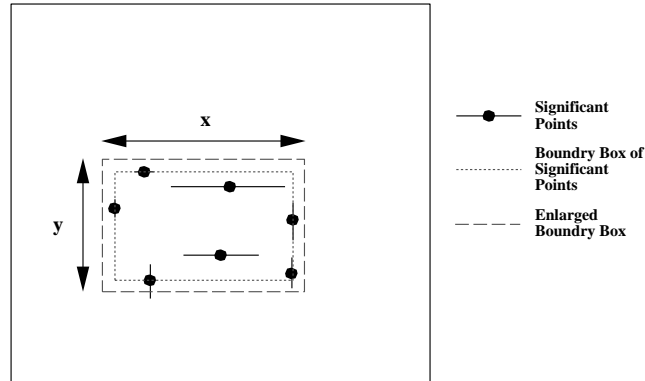 x
y
Significant
Points
Boundry Box of
Significant
Points
Enlarged
Boundry Box